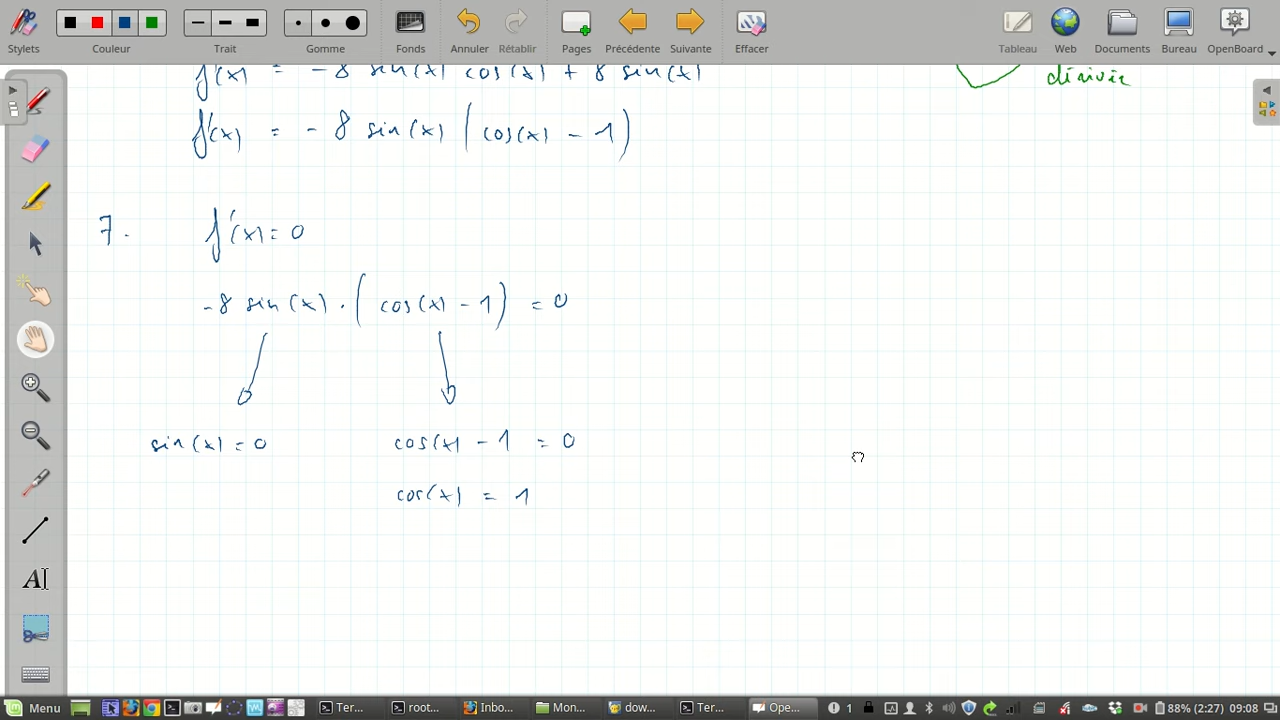 Stylets Couleur Trait Gomme Fonds Annuler Rétablir Pages Précédente Suivante Effacer Tableau Web Documents Bureau OpenBoard
f'(x) = -8 sin(x) cos(x) + 8 sin(x)
dérivée
f'(x) = -8 sin(x) (cos(x) - 1)
7. f'(x) = 0
-8 sin(x) · (cos(x) - 1) = 0
sin(x) = 0 cos(x) - 1 = 0
cos(x) = 1
A
Menu Ter... root... Inbo... Mon... dow... Ter... Ope... 1 88% (2:27) 09:08